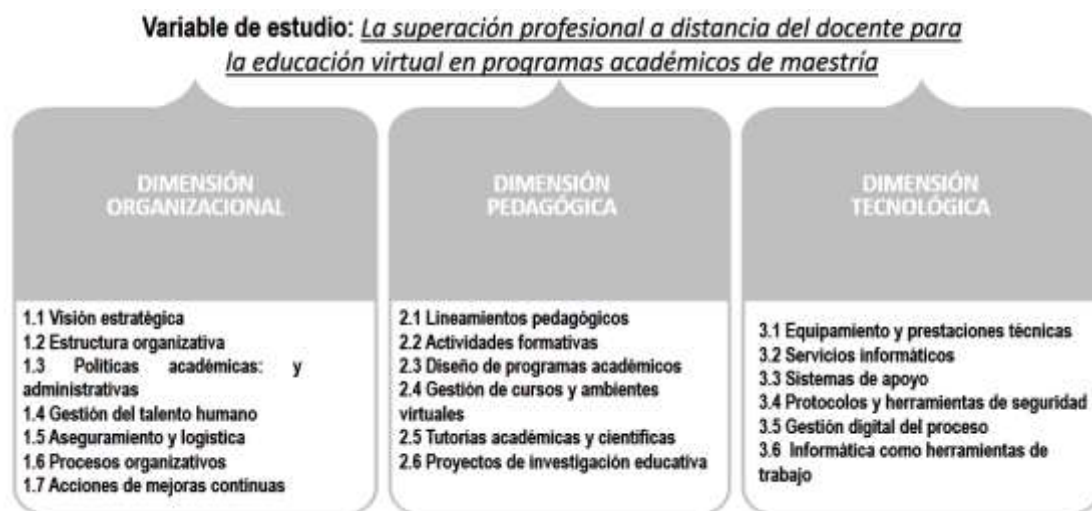 Variable de estudio: La superación profesional a distancia del docente para
la educación virtual en programas académicos de maestría
DIMENSIÓN
ORGANIZACIONAL
1.1 Visión estratégica
1.2 Estructura organizativa
1.3 Políticas académicas: y
administrativas
1.4 Gestión del talento humano
1.5 Aseguramiento y logística
1.6 Procesos organizativos
1.7 Acciones de mejoras contínuas
DIMENSIÓN
PEDAGÓGICA
2.1 Lineamientos pedagógicos
2.2 Actividades formativas
2.3 Diseño de programas académicos
2.4 Gestión de cursos y ambientes
virtuales
2.5 Tutorías académicas y científicas
2.6 Proyectos de investigación educativa
DIMENSIÓN
TECNOLÓGICA
3.1 Equipamiento y prestaciones técnicas
3.2 Servicios informáticos
3.3 Sistemas de apoyo
3.4 Protocolos y herramientas de seguridad
3.5 Gestión digital del proceso
3.6 Informática como herramientas de
trabajo